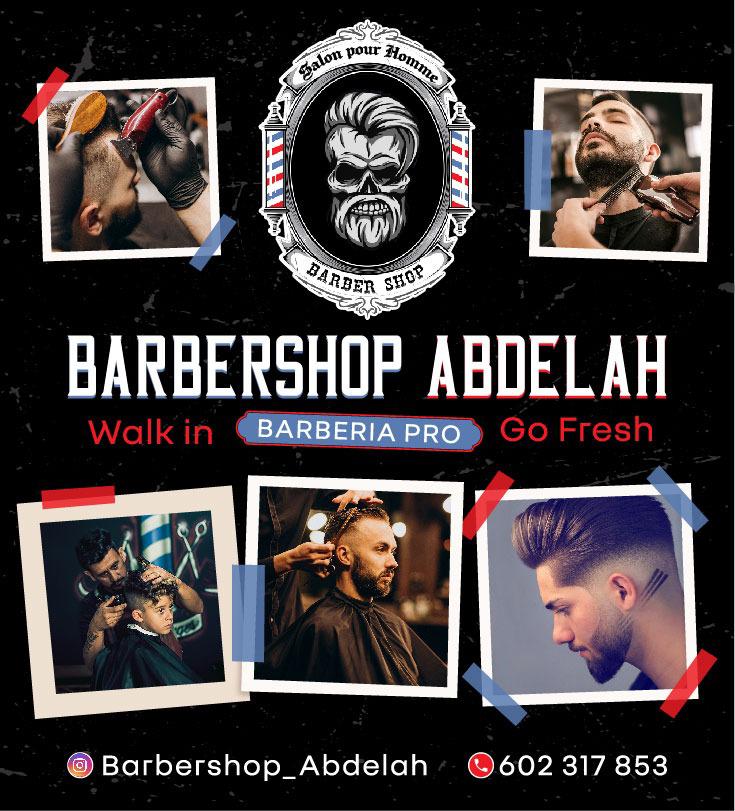 Salon pour Homme
BARBER SHOP
BARBERSHOP ABDELAH
Walk in BARBERIA PRO Go Fresh
Barbershop_Abdelah 602 317 853